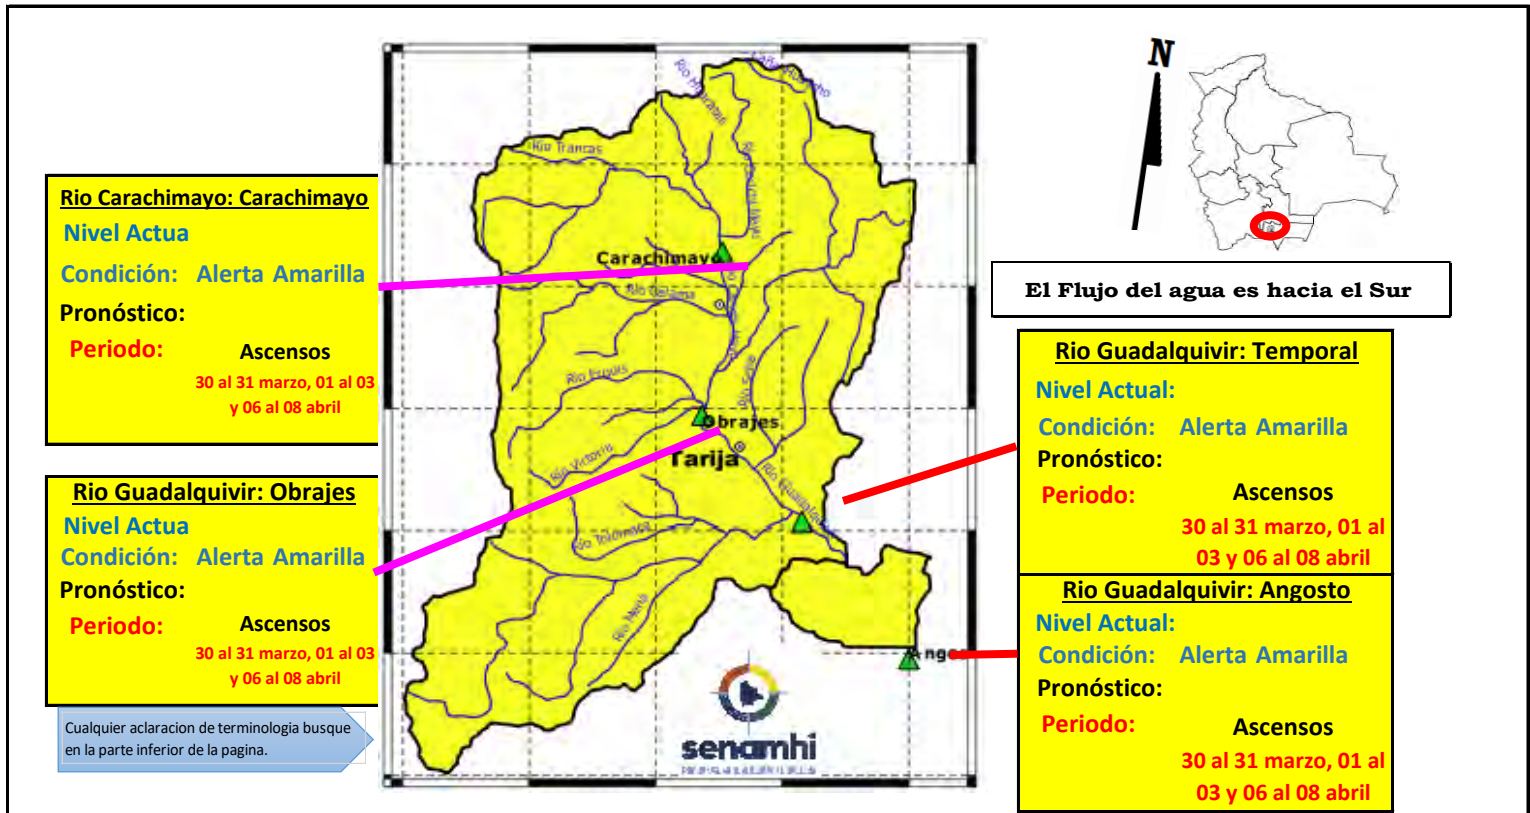 N
El Flujo del agua es hacia el Sur
Rio Carachimayo: Carachimayo
Nivel Actua
Condición: Alerta Amarilla
Pronóstico:
Periodo: Ascensos
30 al 31 marzo, 01 al 03
y 06 al 08 abril
Rio Guadalquivir: Obrajes
Nivel Actua
Condición: Alerta Amarilla
Pronóstico:
Periodo: Ascensos
30 al 31 marzo, 01 al 03
y 06 al 08 abril
Cualquier aclaracion de terminologia busque
en la parte inferior de la pagina.
Río Trancas
Carachimayo
Río Erquis
Obrajes
Río Victoria
Tarija
Río Tolomosa
Río Sella
senamhi
Rio Guadalquivir: Temporal
Nivel Actual:
Condición: Alerta Amarilla
Pronóstico:
Periodo: Ascensos
30 al 31 marzo, 01 al
03 y 06 al 08 abril
Rio Guadalquivir: Angosto
Nivel Actual:
Condición: Alerta Amarilla
Pronóstico:
Periodo: Ascensos
30 al 31 marzo, 01 al
03 y 06 al 08 abril